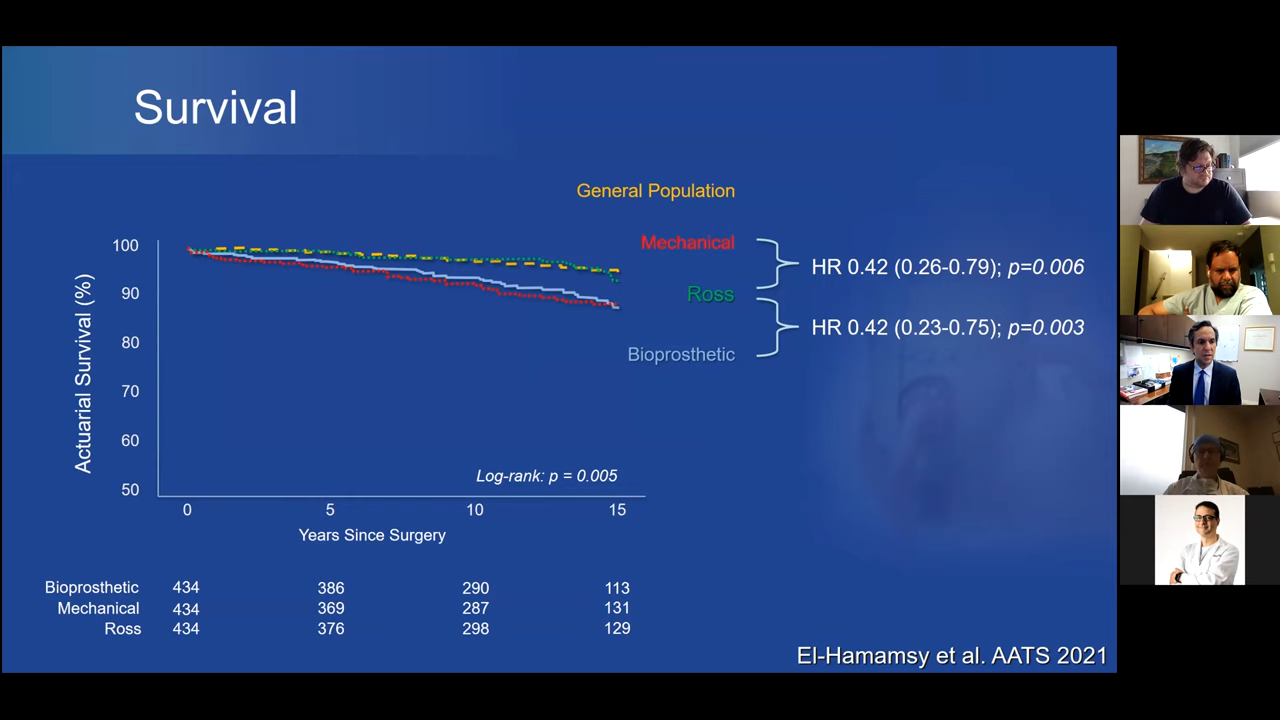 Survival
General Population
Mechanical
HR 0.42 (0.26-0.79); p=0.006
Ross
HR 0.42 (0.23-0.75); p=0.003
Bioprosthetic
Actuarial Survival (%)
100
90
80
70
60
50
Log-rank: p = 0.005
0 5 10 15
Years Since Surgery
Bioprosthetic 434 386 290 113
Mechanical 434 369 287 131
Ross 434 376 298 129
El-Hamamsy et al. AATS 2021